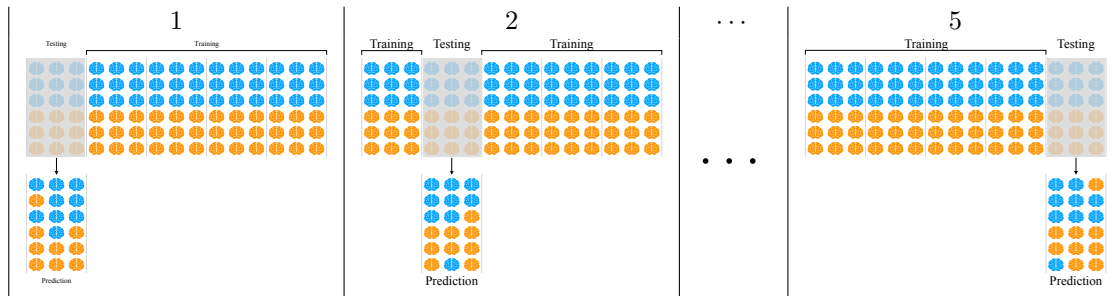 1
2
· · ·
5
Testing
Training
Training
Testing
Training
Training
Testing
Prediction
Prediction
Prediction